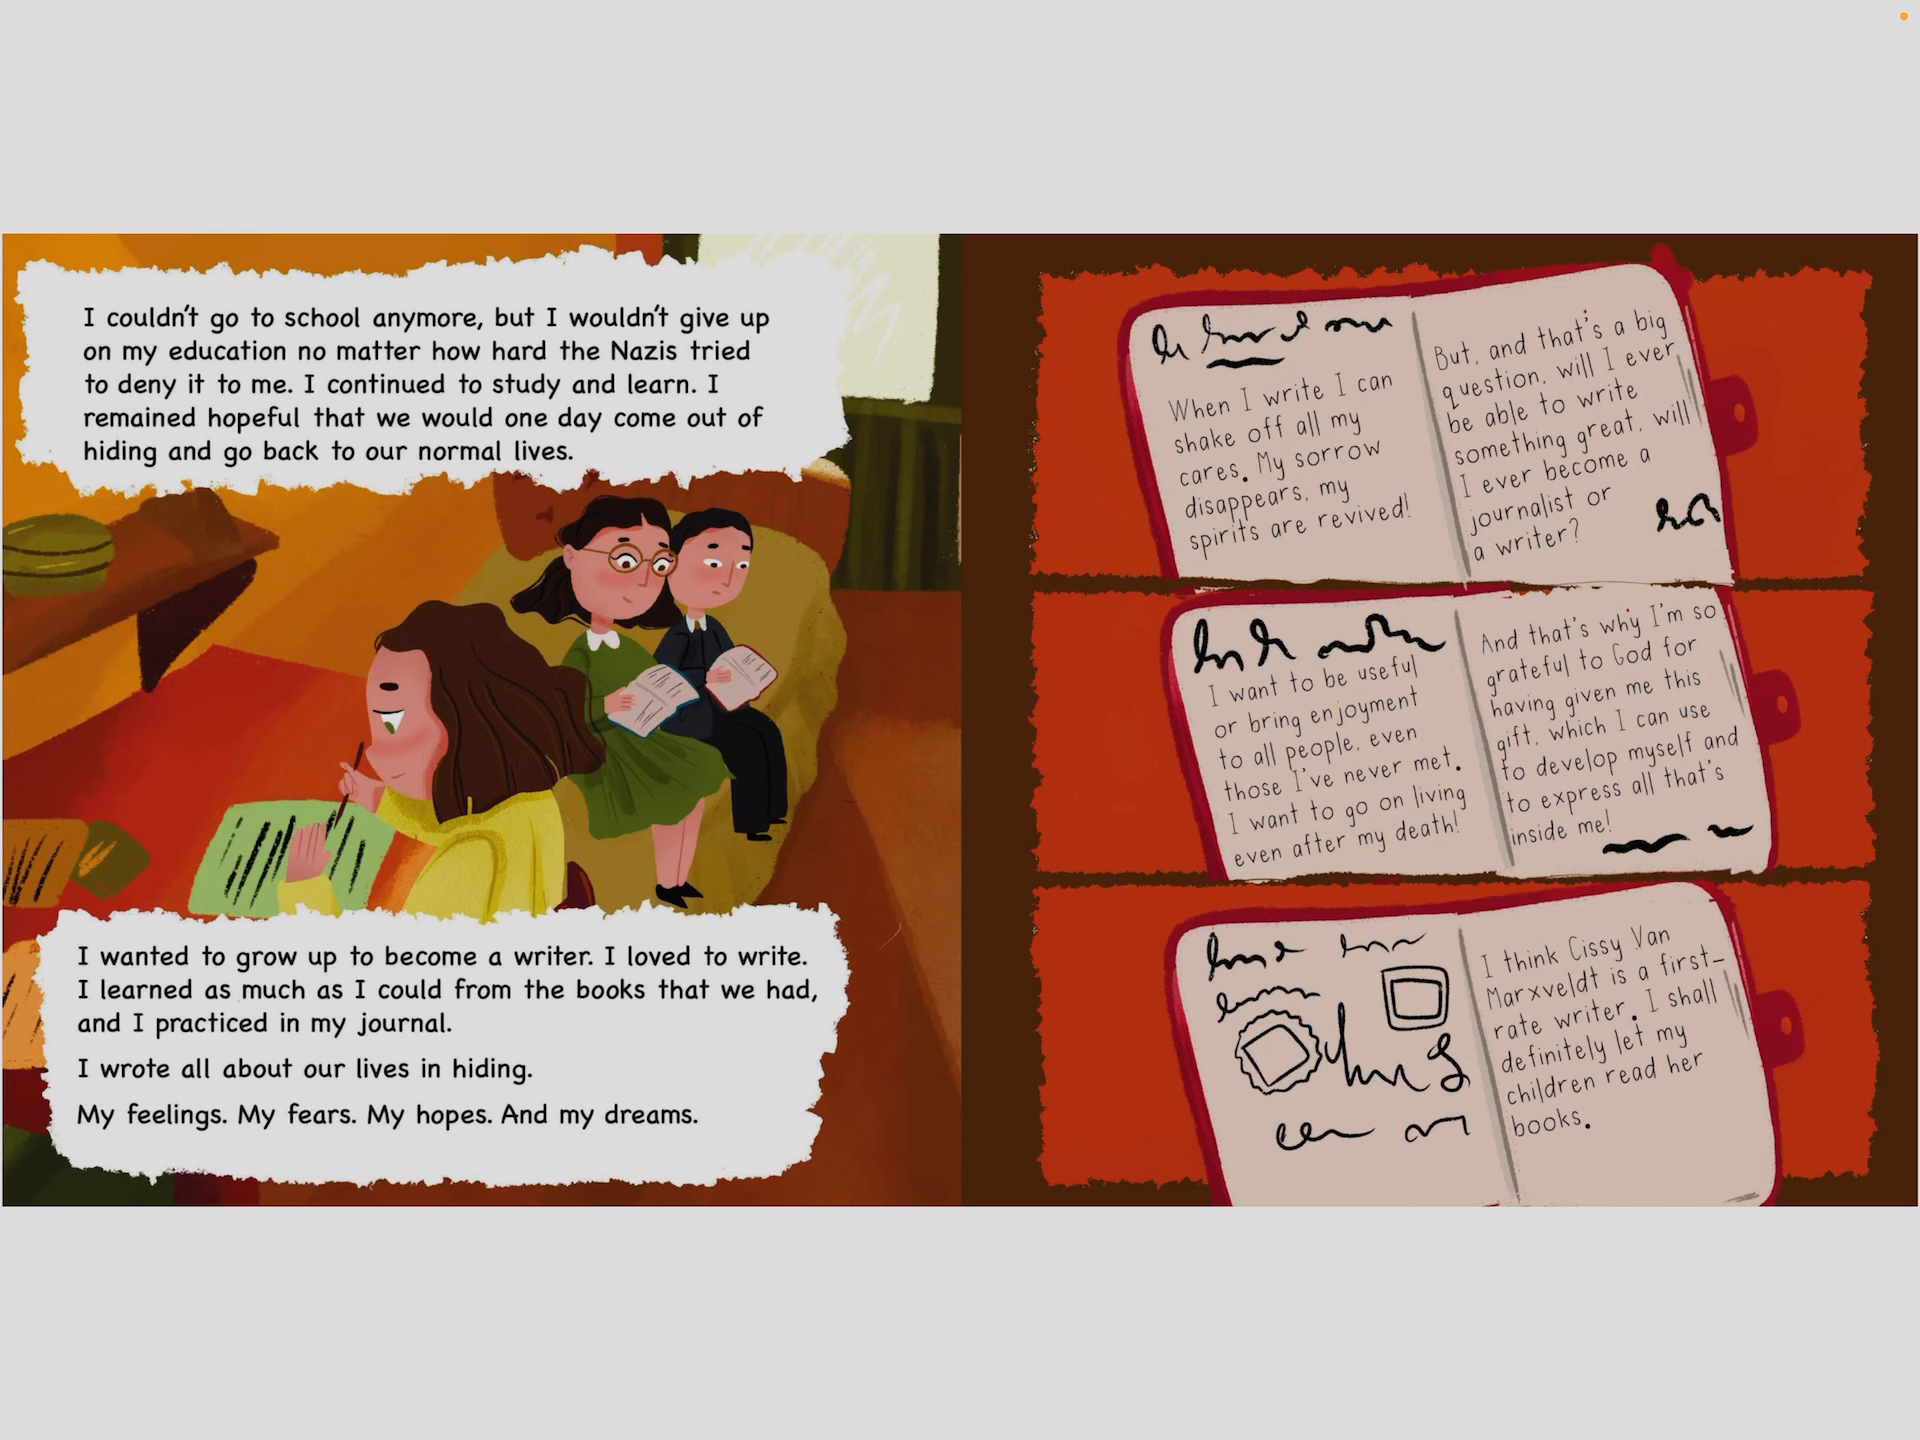 I couldn't go to school anymore, but I wouldn't give up
on my education no matter how hard the Nazis tried
to deny it to me. I continued to study and learn. I
remained hopeful that we would one day come out of
hiding and go back to our normal lives.
I wanted to grow up to become a writer. I loved to write.
I learned as much as I could from the books that we had,
and I practiced in my journal.
I wrote all about our lives in hiding.
My feelings. My fears. My hopes. And my dreams.
When I write I can
shake off all my
cares. My sorrow
disappears, my
spirits are revived!
But, and that's a big
question, will I ever
be able to write
something great, will
I ever become a
journalist or
a writer?
I want to be useful
or bring enjoyment
to all people, even
those I've never met.
I want to go on living
even after my death!
And that's why I'm so
grateful to God for
having given me this
gift, which I can use
to develop myself and
to express all that's
inside me!
I think Cissy Van
Marxveldt is a first-
rate writer. I shall
definitely let my
children read her
books.